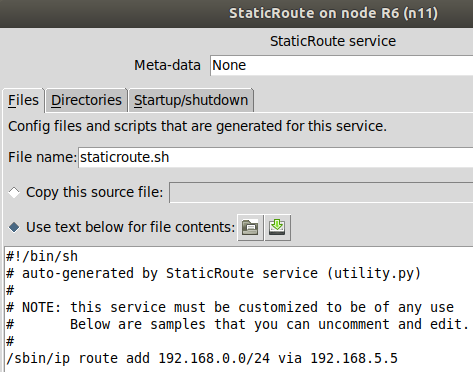 StaticRoute on node R6 (n11)
StaticRoute service
Meta-data None
Files Directories Startup/shutdown
Config files and scripts that are generated for this service.
File name: staticroute.sh
Copy this source file:
Use text below for file contents:
#!/bin/sh
# auto-generated by StaticRoute service (utility.py)
#
# NOTE: this service must be customized to be of any use
#       Below are samples that you can uncomment and edit.
#
/sbin/ip route add 192.168.0.0/24 via 192.168.5.5